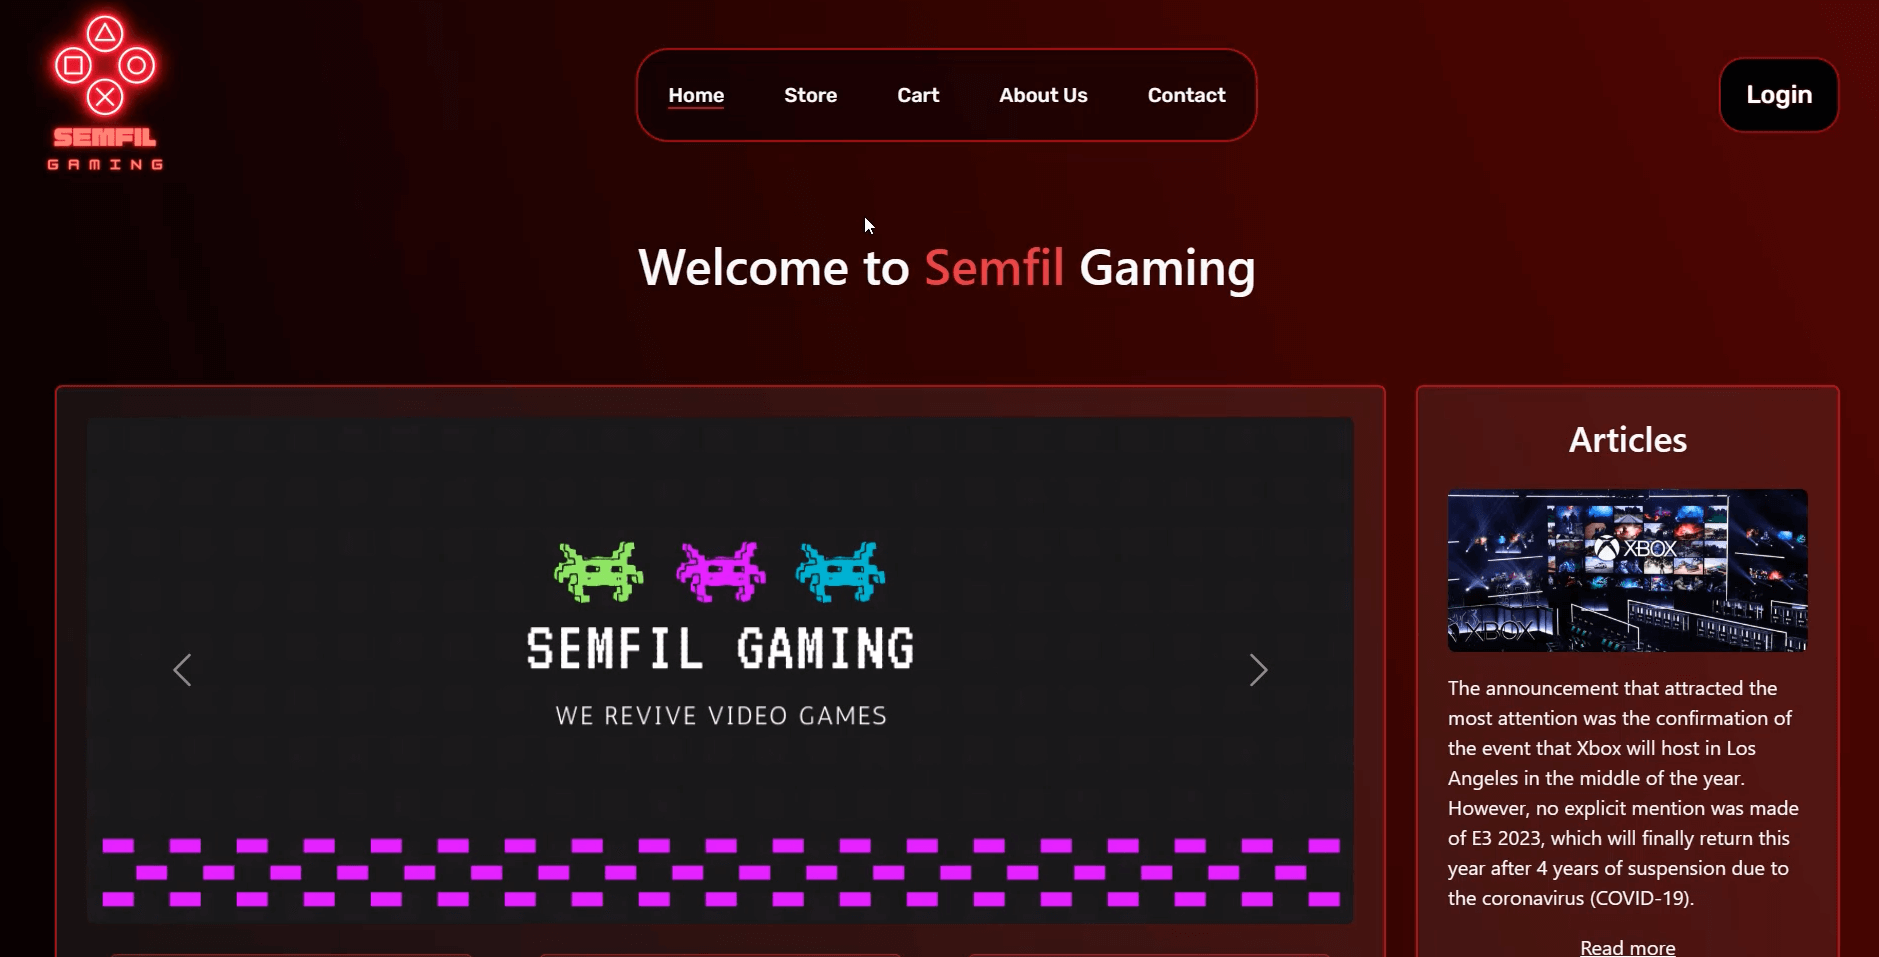 SEMFIL
GAMING
Home
Store
Cart
About Us
Contact
Login
Welcome to Semfil Gaming
SEMFIL GAMING
WE REVIVE VIDEO GAMES
Articles
XBOX
XBOX
The announcement that attracted the
most attention was the confirmation of
the event that Xbox will host in Los
Angeles in the middle of the year.
However, no explicit mention was made
of E3 2023, which will finally return this
year after 4 years of suspension due to
the coronavirus (COVID-19).
Read more